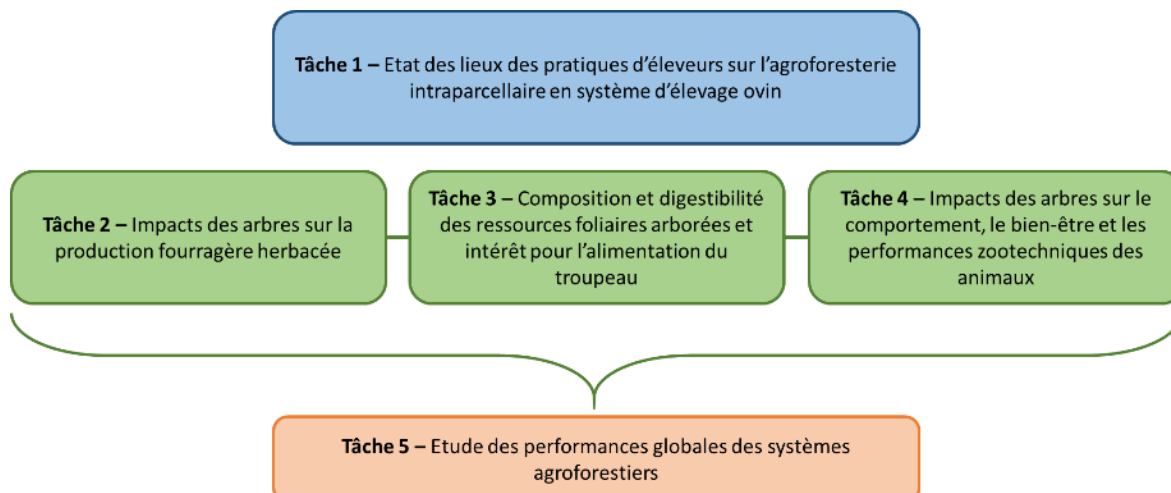 Tâche 1 – Etat des lieux des pratiques d'éleveurs sur l'agroforesterie
intraparcellaire en système d'élevage ovin
Tâche 2 – Impacts des arbres sur la
production fourragère herbacée
Tâche 3 – Composition et digestibilité
des ressources foliaires arborées et
intérêt pour l'alimentation du
troupeau
Tâche 4 – Impacts des arbres sur le
comportement, le bien-être et les
performances zootechniques des
animaux
Tâche 5 – Etude des performances globales des systèmes
agroforestiers